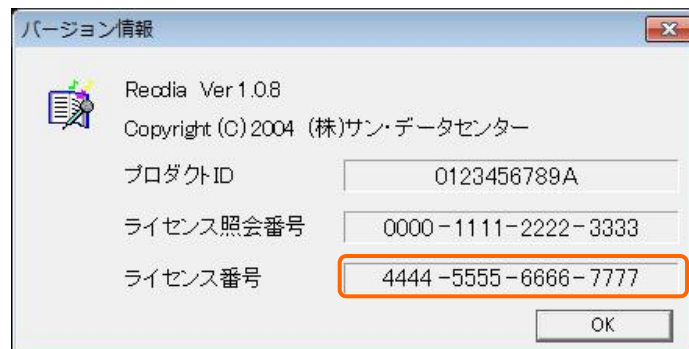 バージョン情報
Recdia Ver 1.0.8
Copyright (C) 2004 (株)サン・データセンター
プロダクトID 0123456789A
ライセンス照会番号 0000-1111-2222-3333
ライセンス番号 4444-5555-6666-7777
OK